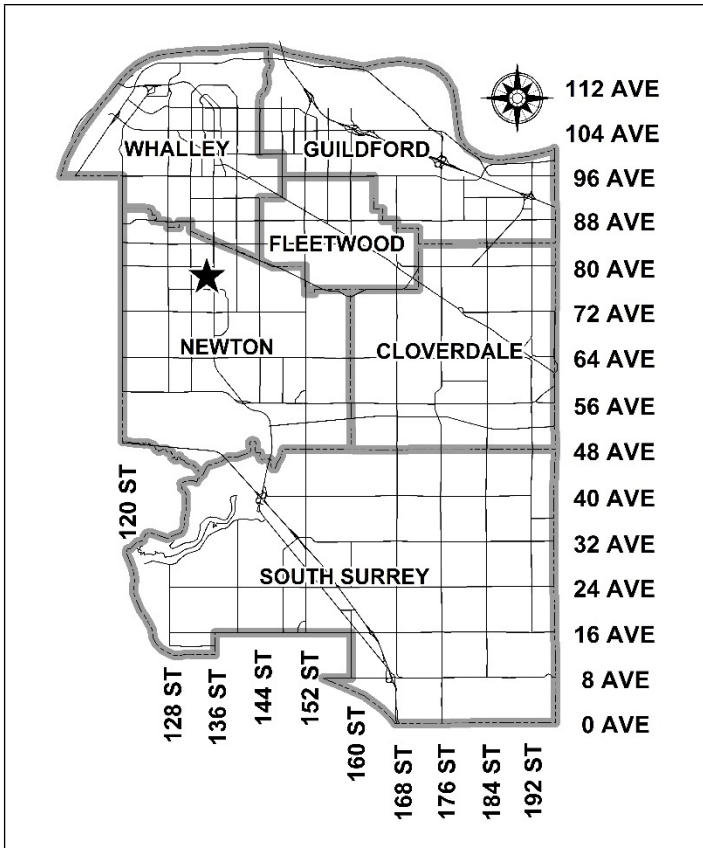 112 AVE
104 AVE
WHALLEY
GUILDFORD
96 AVE
88 AVE
FLEETWOOD
80 AVE
72 AVE
NEWTON
CLOVERDALE
64 AVE
56 AVE
48 AVE
120 ST
40 AVE
32 AVE
SOUTH SURREY
24 AVE
16 AVE
8 AVE
0 AVE
128 ST
136 ST
144 ST
152 ST
160 ST
168 ST
176 ST
184 ST
192 ST